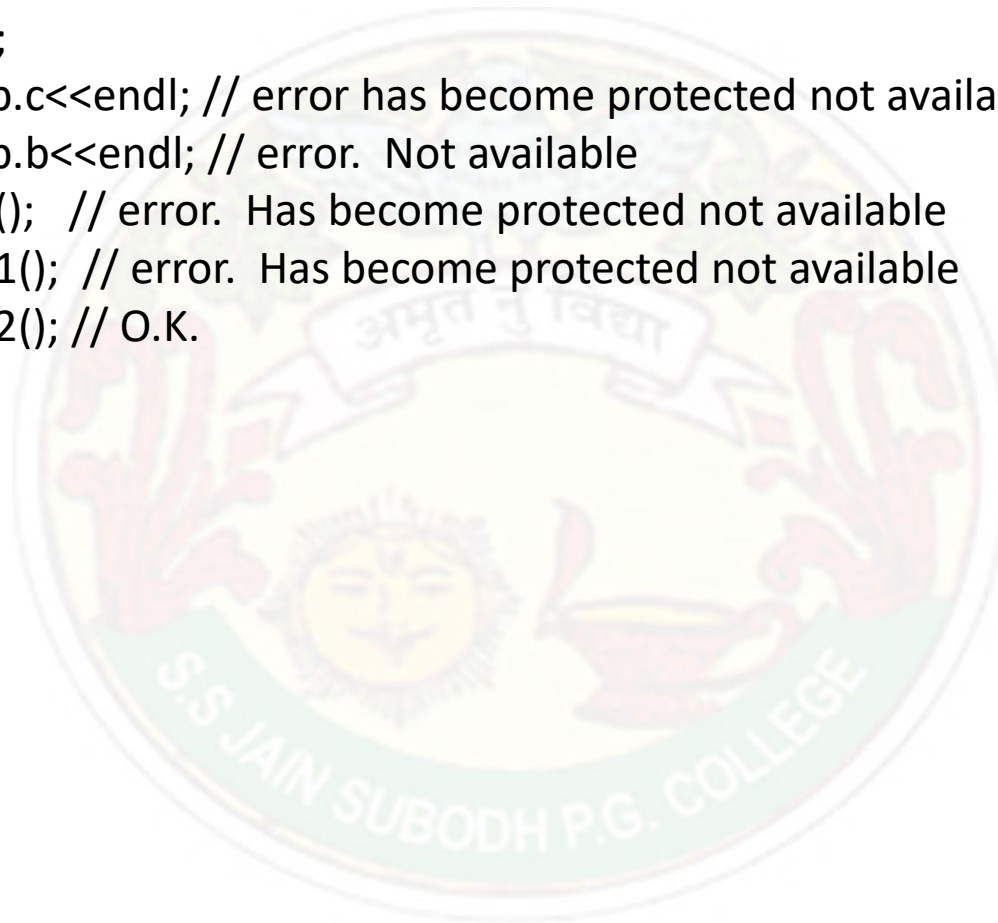 ;
o.c<<endl; // error has become protected not availa
o.b<<endl; // error. Not available
(); // error. Has become protected not available
1(); // error. Has become protected not available
2(); // O.K.
अमृतं नु विद्या
S.S JAIN SUBODH P.G. COLLEGE